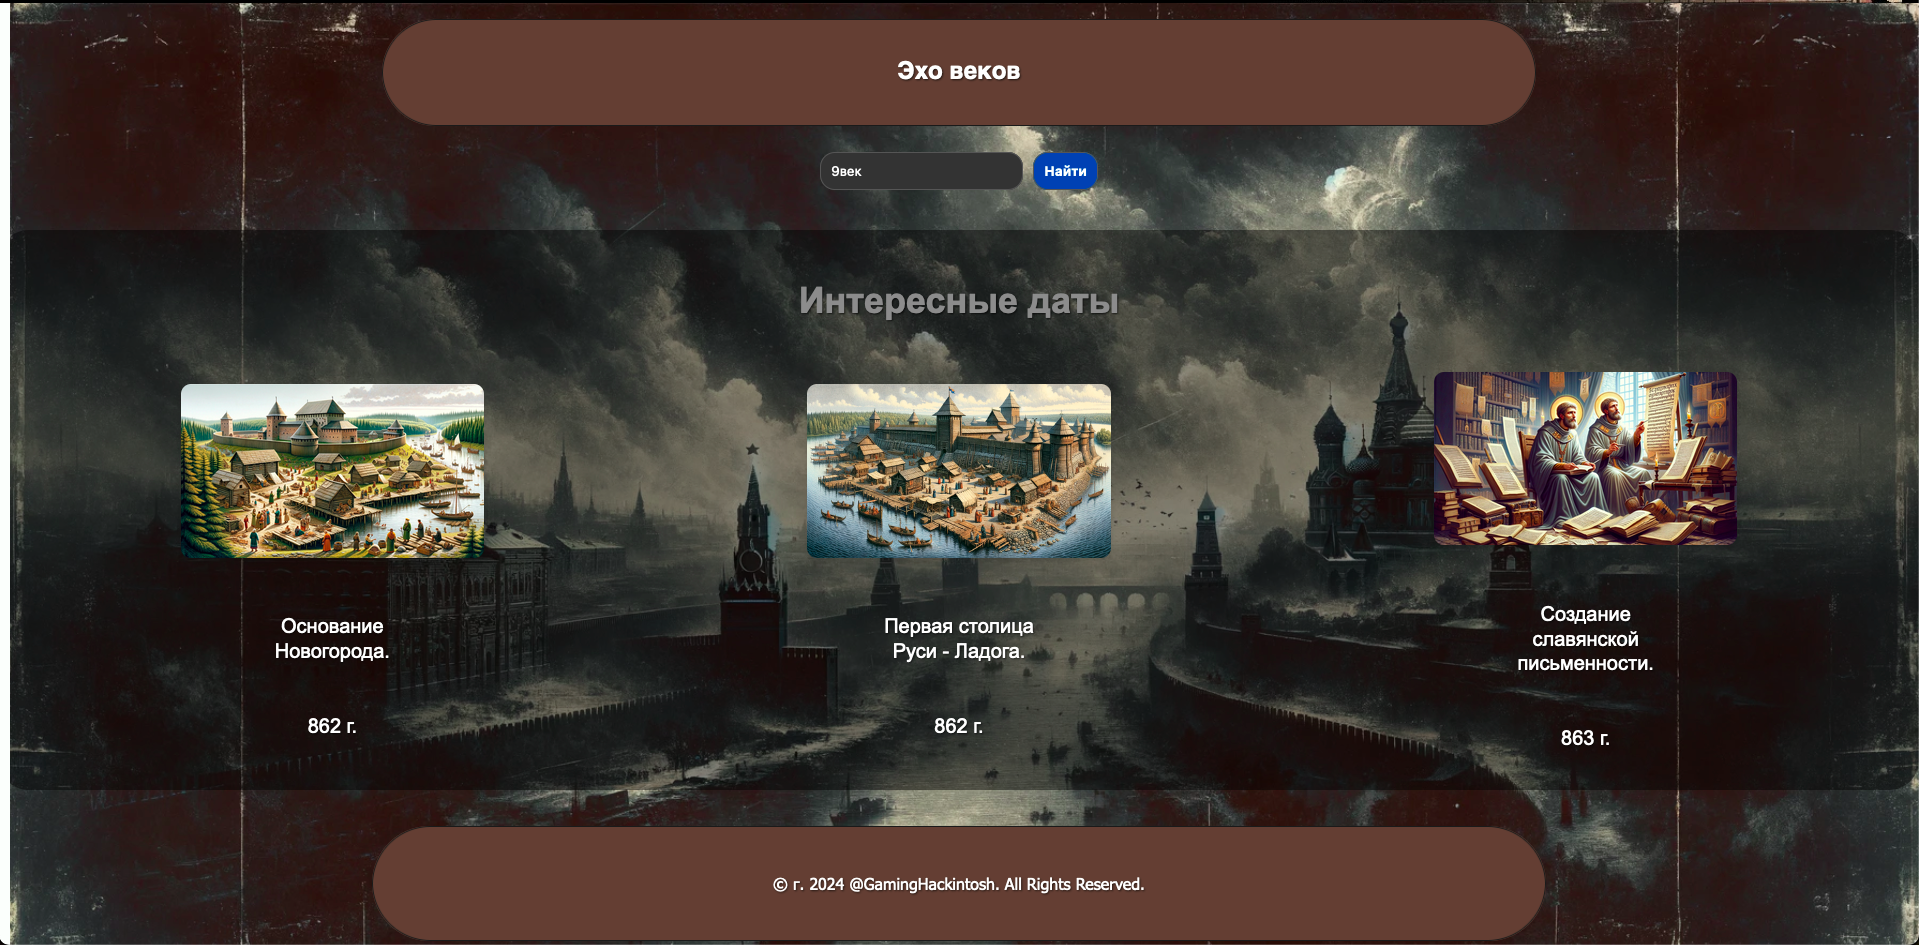 Эхо веков
9век
Найти
Интересные даты
Основание
Новогорода.
862 г.
Первая столица
Руси - Ладога.
862 г.
Создание
славянской
письменности.
863 г.
© г. 2024 @GamingHackintosh. All Rights Reserved.